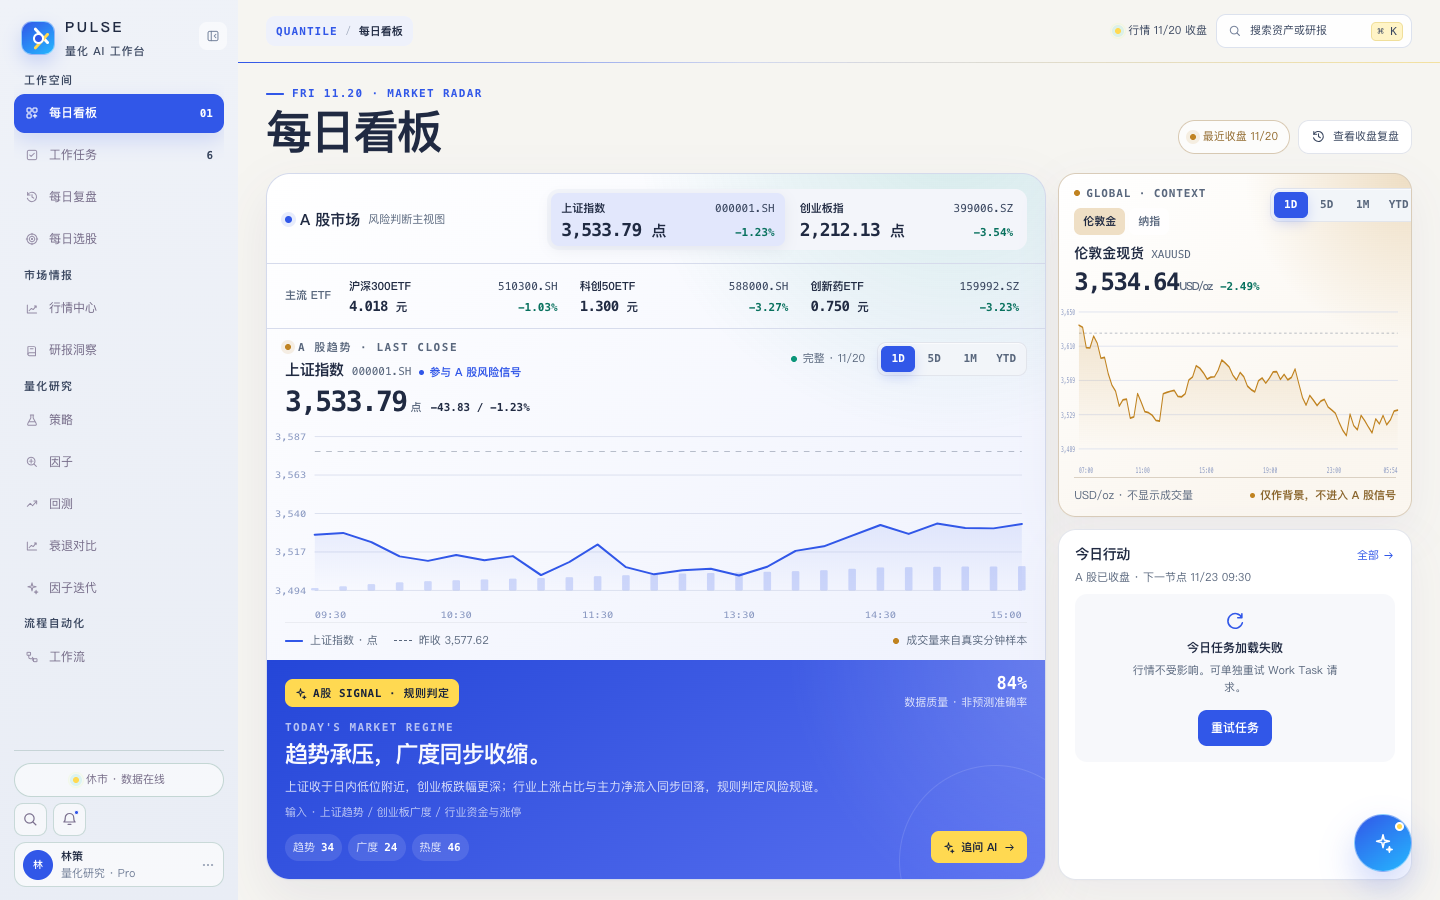 PULSE
量化 AI 工作台
工作空间
每日看板 01
工作任务 6
每日复盘
每日选股
市场情报
行情中心
研报洞察
量化研究
策略
因子
回测
衰退对比
因子迭代
流程自动化
工作流
休市 · 数据在线
林
林策
量化研究 · Pro
QUANTILE / 每日看板
行情 11/20 收盘
搜索资产或研报 ⌘ K
FRI 11.20 · MARKET RADAR
每日看板
最近收盘 11/20
查看收盘复盘
A 股市场 风险判断主视图
上证指数 000001.SH
3,533.79 点 −1.23%
创业板指 399006.SZ
2,212.13 点 −3.54%
主流 ETF
沪深300ETF 510300.SH
4.018 元 −1.03%
科创50ETF 588000.SH
1.300 元 −3.27%
创新药ETF 159992.SZ
0.750 元 −3.23%
A 股趋势 · LAST CLOSE
上证指数 000001.SH 参与 A 股风险信号
3,533.79 点 −43.83 / −1.23%
完整 · 11/20
1D 5D 1M YTD
3,587
3,563
3,540
3,517
3,494
09:30 10:30 11:30 13:30 14:30 15:00
上证指数 · 点 昨收 3,577.62
成交量来自真实分钟样本
A股 SIGNAL · 规则判定
84%
数据质量 · 非预测准确率
TODAY'S MARKET REGIME
趋势承压，广度同步收缩。
上证收于日内低位附近，创业板跌幅更深；行业上涨占比与主力净流入同步回落，规则判定风险规避。
输入 · 上证趋势 / 创业板广度 / 行业资金与涨停
趋势 34 广度 24 热度 46
追问 AI →
GLOBAL · CONTEXT
1D 5D 1M YTD
伦敦金 纳指
伦敦金现货 XAUUSD
3,534.64 USD/oz −2.49%
3,650
3,610
3,569
3,529
3,489
07:00 11:00 15:00 19:00 23:00 05:54
USD/oz · 不显示成交量
仅作背景，不进入 A 股信号
今日行动 全部 →
A 股已收盘 · 下一节点 11/23 09:30
今日任务加载失败
行情不受影响。可单独重试 Work Task 请
求。
重试任务